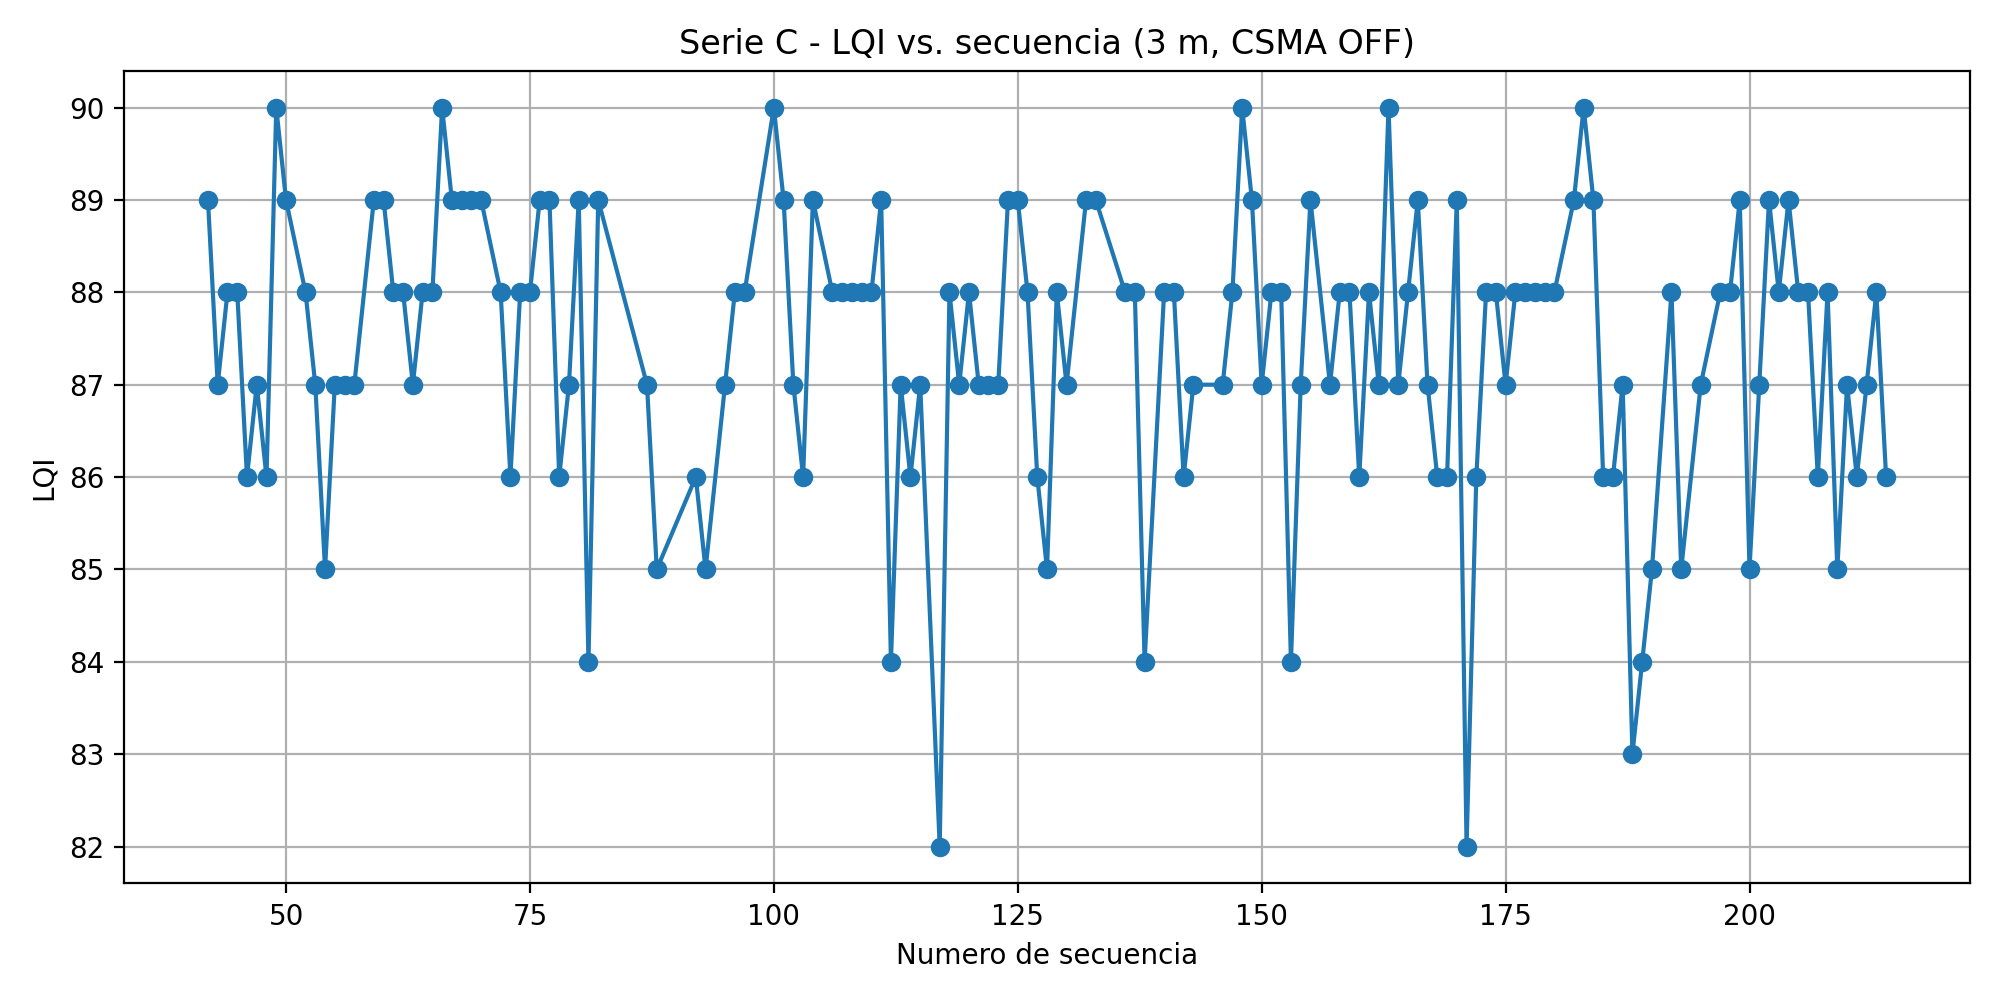 Serie C - LQI vs. secuencia (3 m, CSMA OFF)
90
89
88
87
86
85
84
83
82
LQI
50 75 100 125 150 175 200
Numero de secuencia